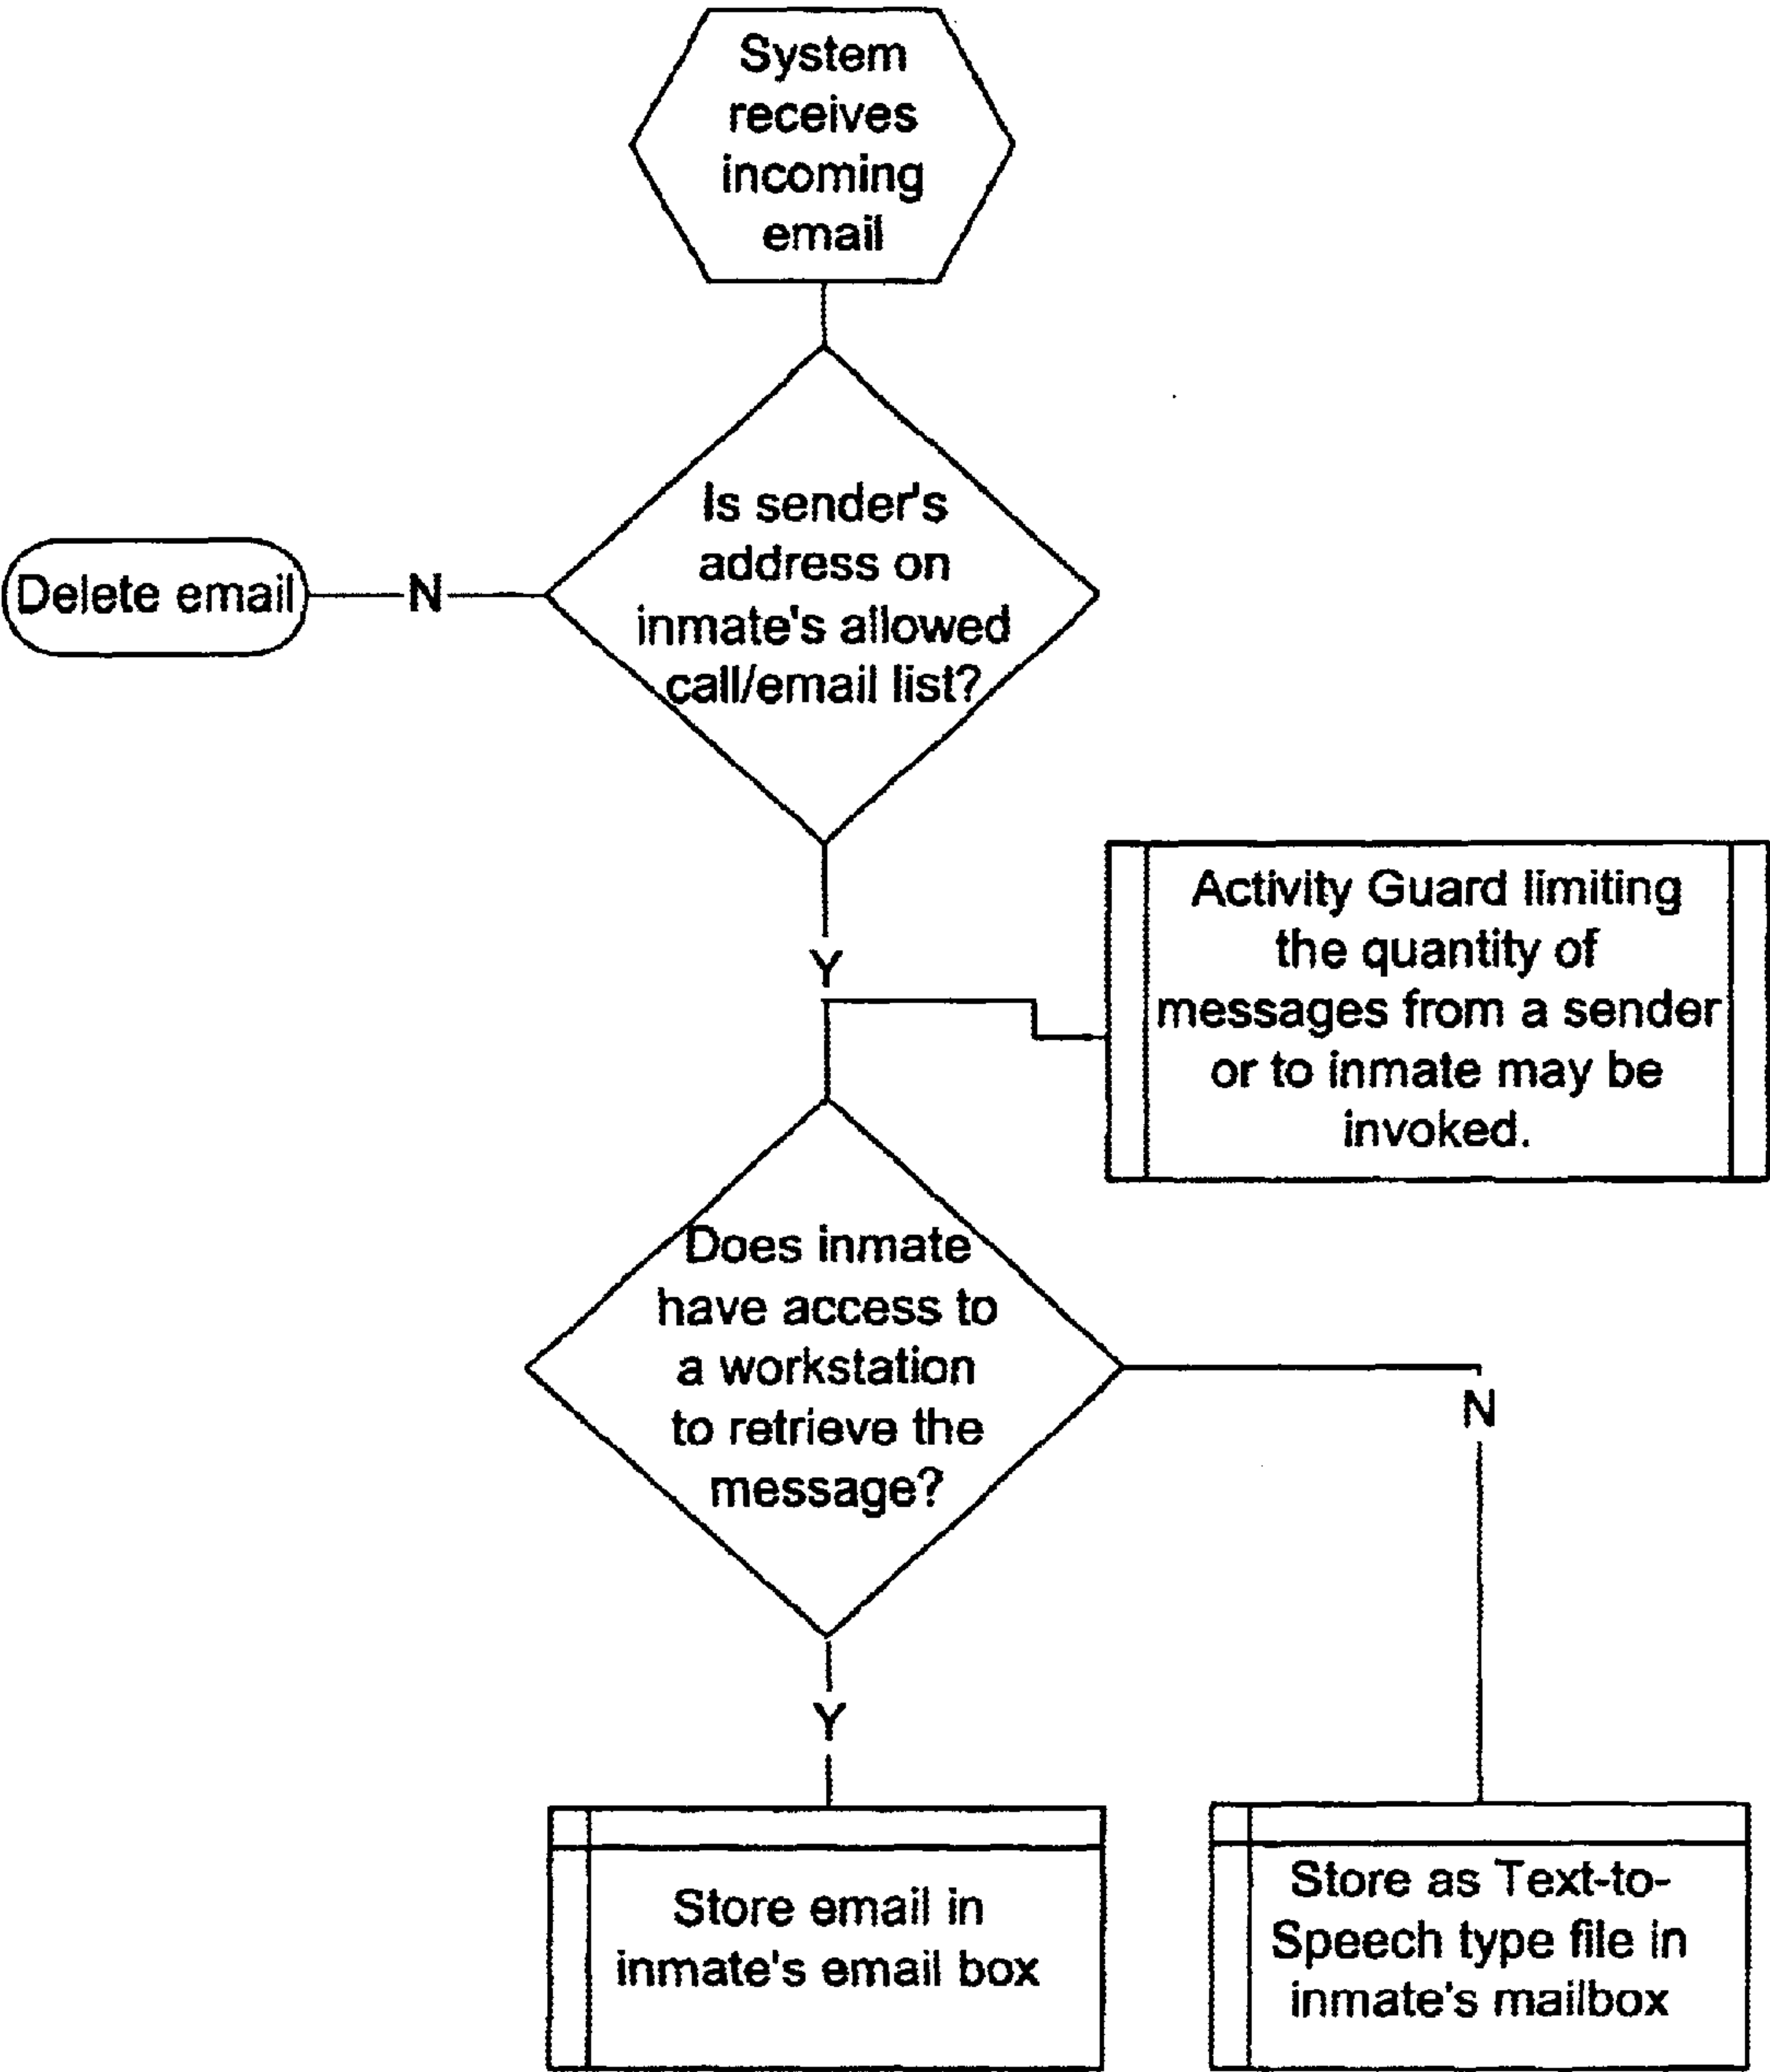 System
receives
incoming
email
Is sender's
address on
inmate's allowed
call/email list?
N
Delete email
Y
Activity Guard limiting
the quantity of
messages from a sender
or to inmate may be
invoked.
Does inmate
have access to
a workstation
to retrieve the
message?
N
Y
Store email in
inmate's email box
Store as Text-to-
Speech type file in
inmate's mailbox